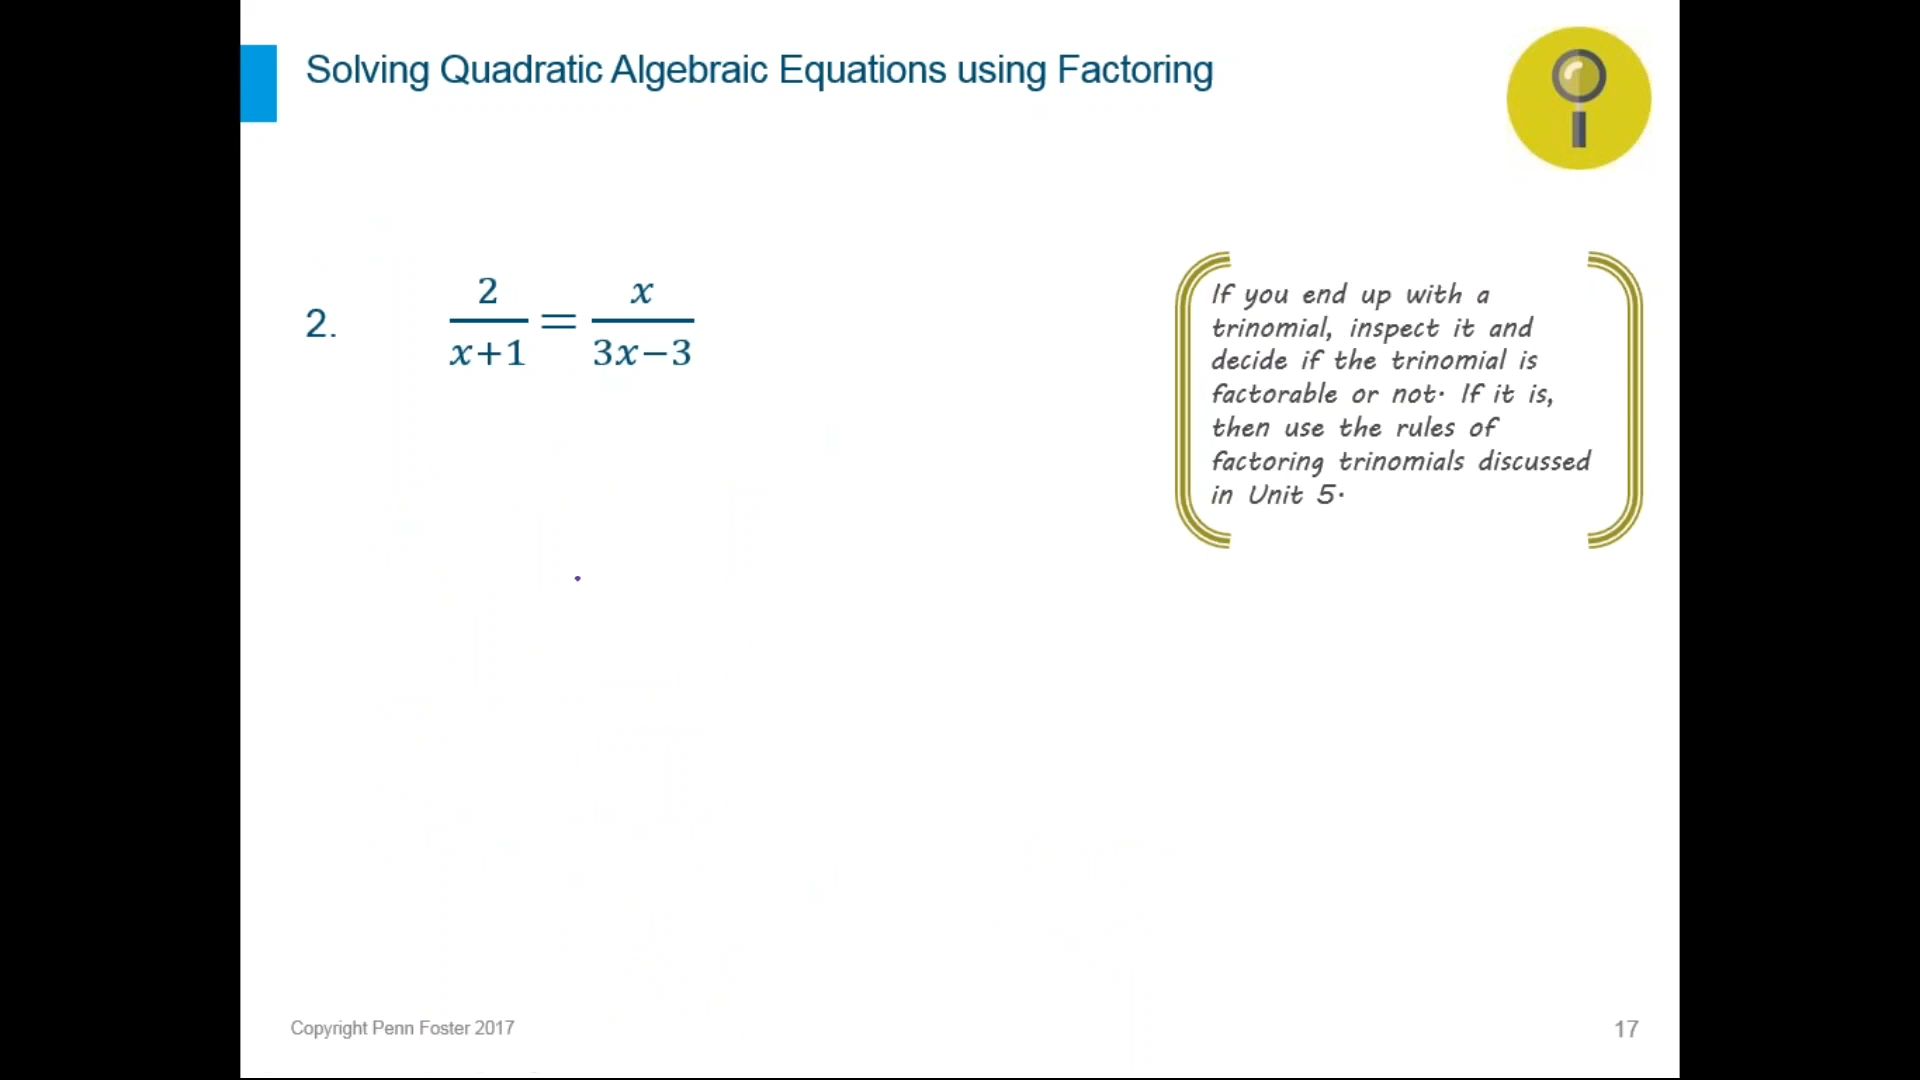 Solving Quadratic Algebraic Equations using Factoring
2. 2/(x+1) = x/(3x−3)
If you end up with a
trinomial, inspect it and
decide if the trinomial is
factorable or not. If it is,
then use the rules of
factoring trinomials discussed
in Unit 5.
Copyright Penn Foster 2017
17